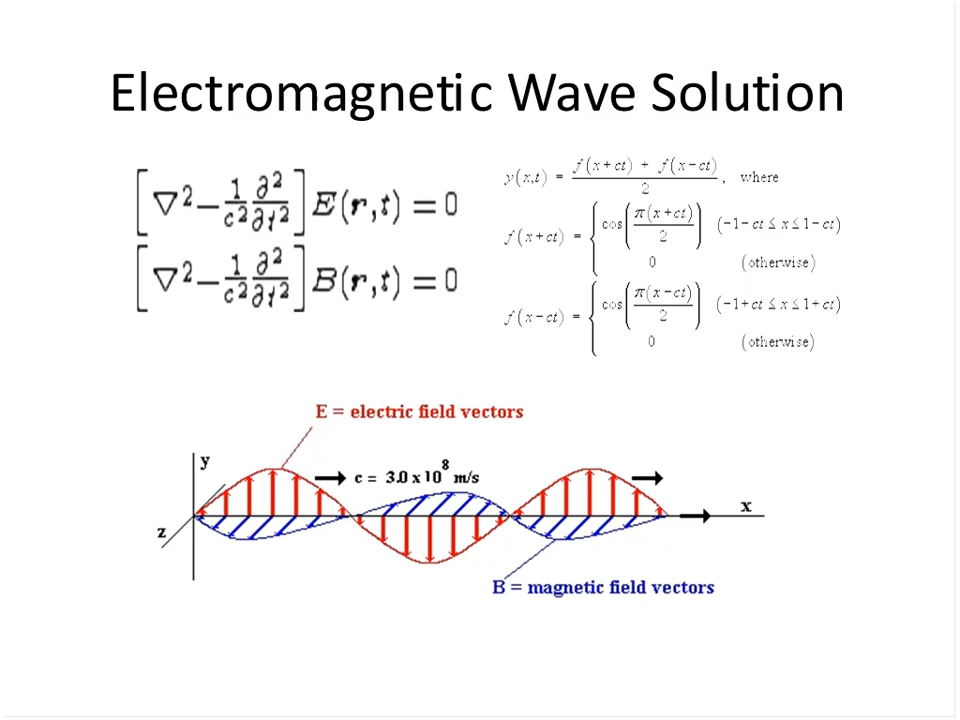 Electromagnetic Wave Solution
[∇² − 1/c² ∂²/∂t²] E(r,t) = 0
[∇² − 1/c² ∂²/∂t²] B(r,t) = 0
y(x,t) = f(x+ct) + f(x−ct) / 2 , where
f(x+ct) = { cos(π(x+ct)/2) (−1−ct ≤ x ≤ 1−ct)
0 (otherwise)
f(x−ct) = { cos(π(x−ct)/2) (−1+ct ≤ x ≤ 1+ct)
0 (otherwise)
E = electric field vectors
y
c = 3.0 x 10⁸ m/s
x
z
B = magnetic field vectors